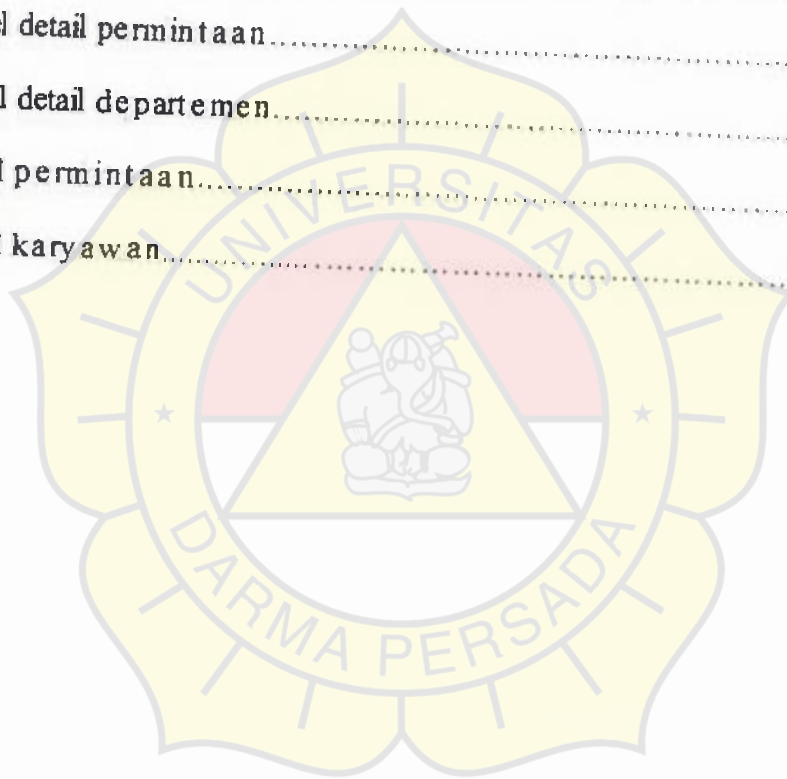 detail permintaan
detail departemen
permintaan
karyawan
UNIVERSITAS
DARMA PERSADA